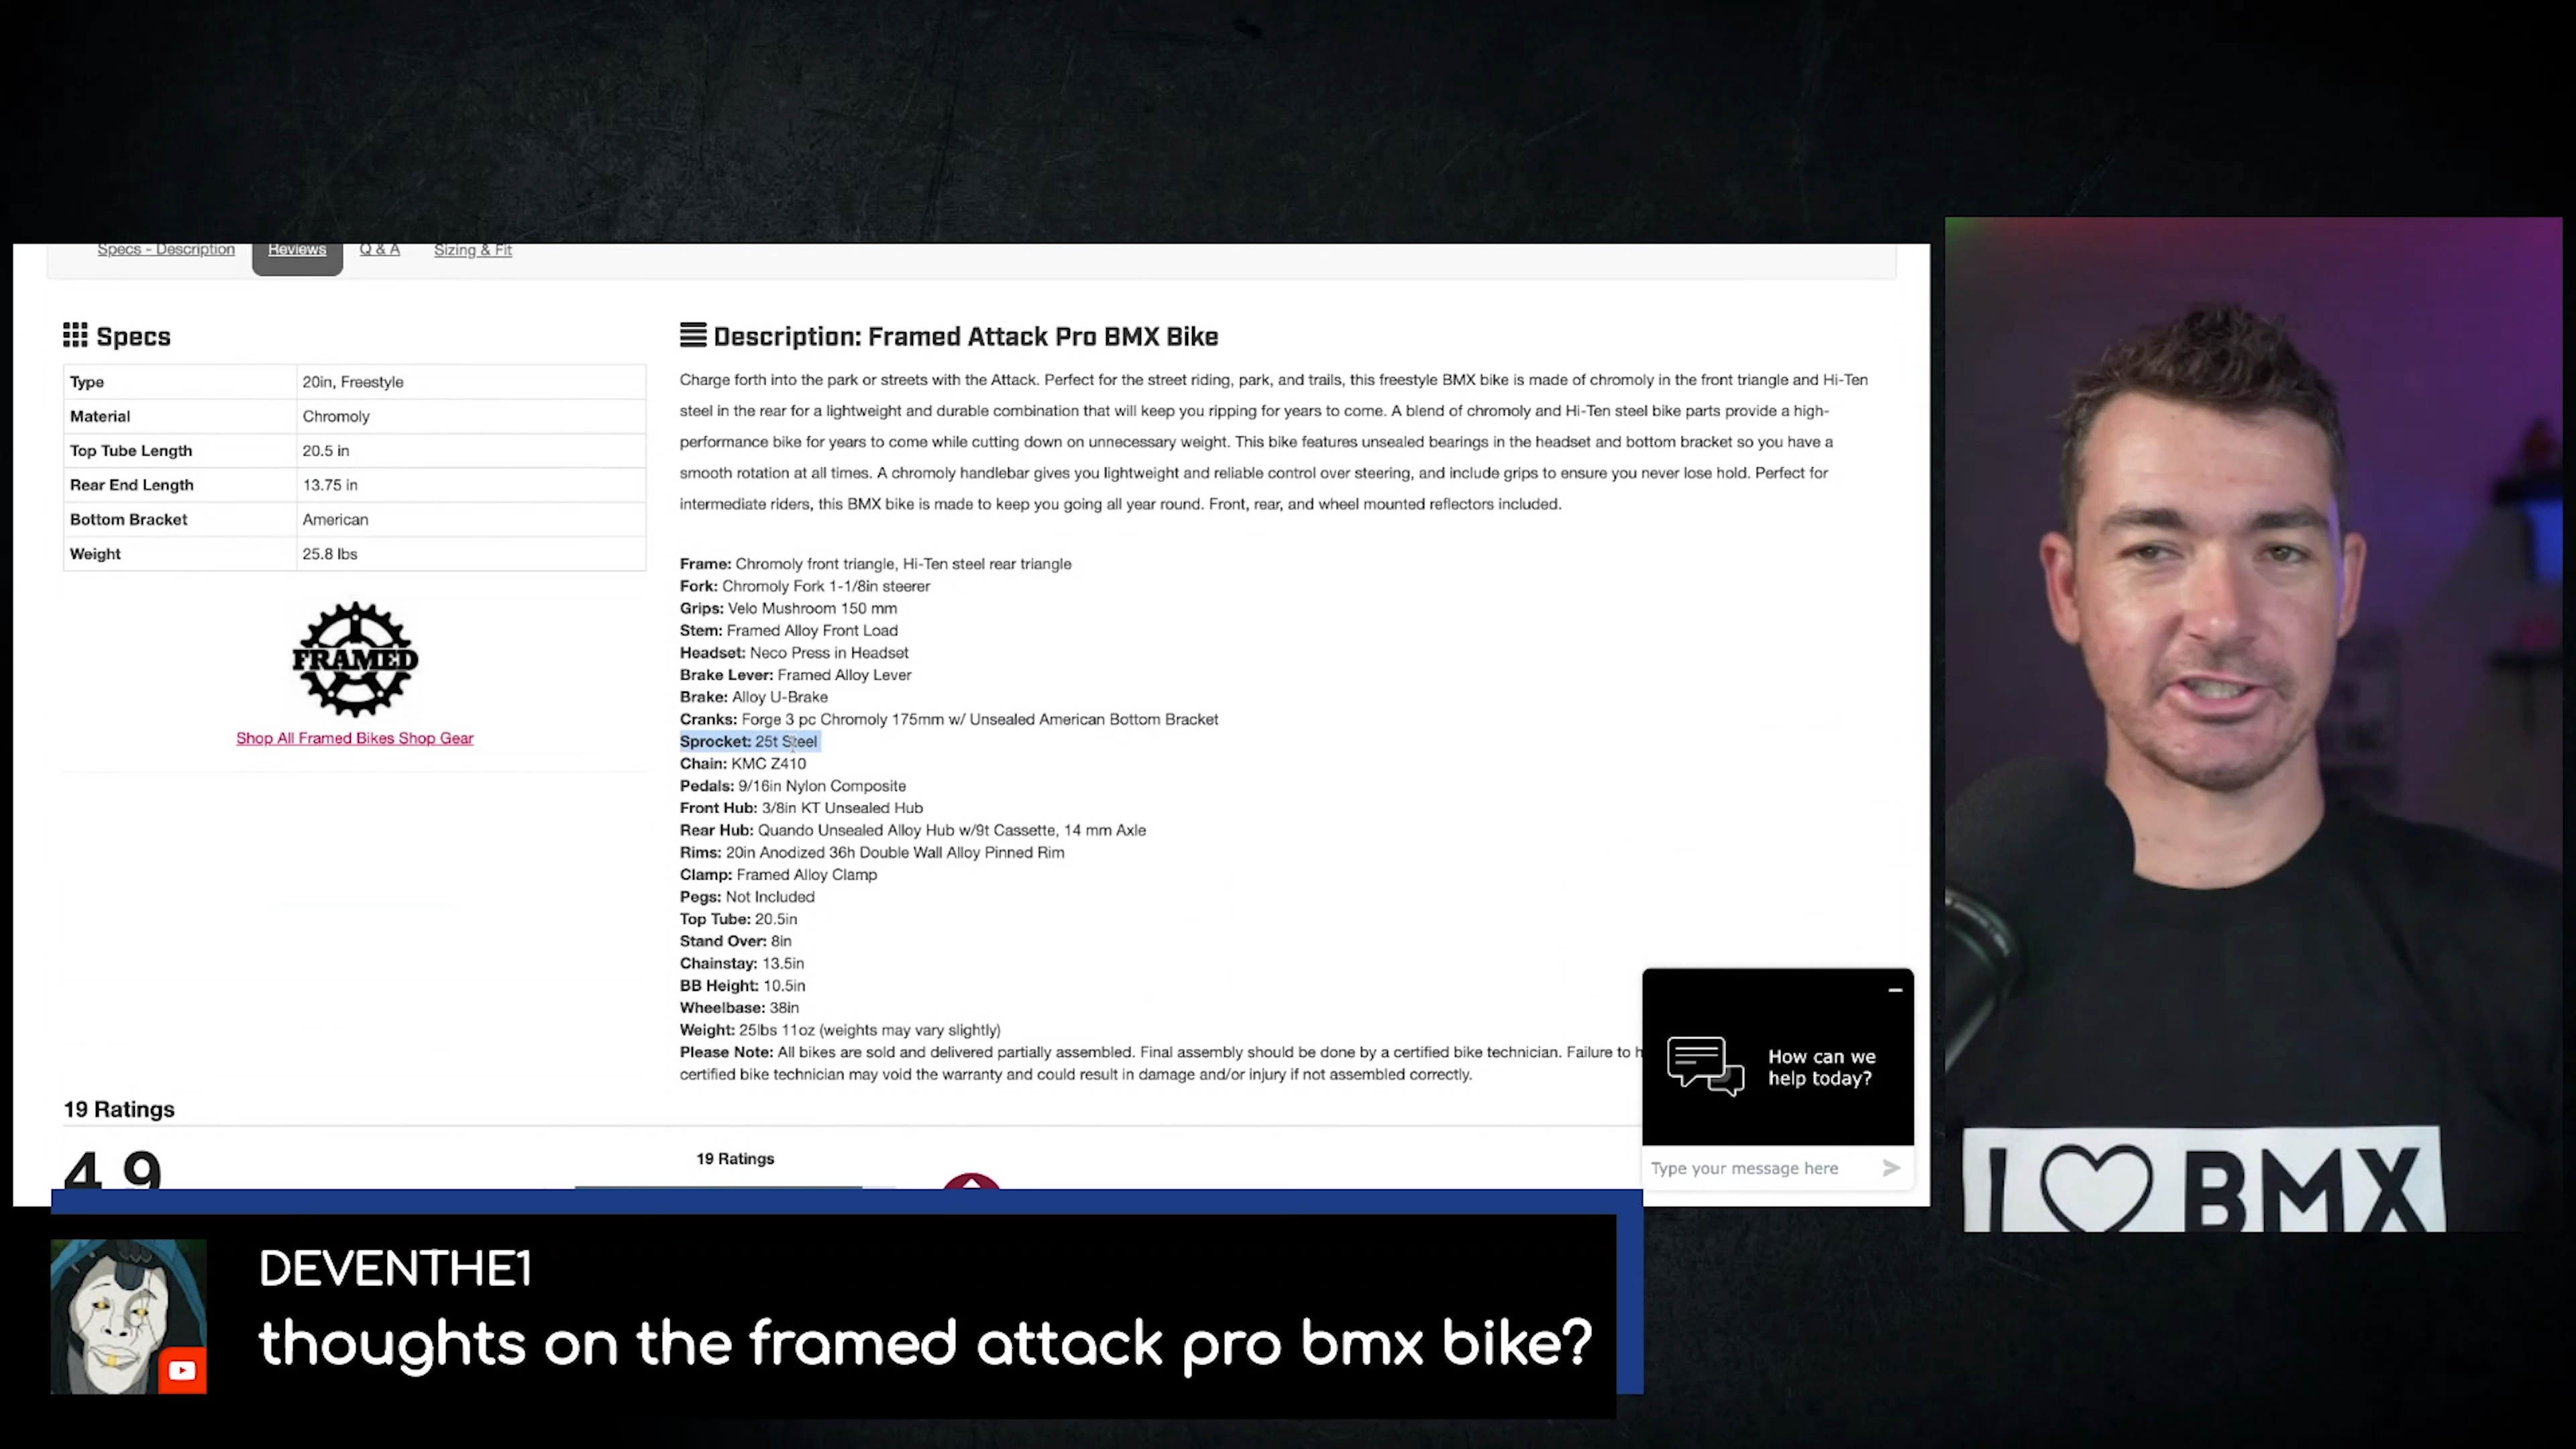 Specs - Description Reviews Q & A Sizing & Fit
Specs
Type 20in, Freestyle
Material Chromoly
Top Tube Length 20.5 in
Rear End Length 13.75 in
Bottom Bracket American
Weight 25.8 lbs
FRAMED
Shop All Framed Bikes Shop Gear
Description: Framed Attack Pro BMX Bike
Charge forth into the park or streets with the Attack. Perfect for the street riding, park, and trails, this freestyle BMX bike is made of chromoly in the front triangle and Hi-Ten
steel in the rear for a lightweight and durable combination that will keep you ripping for years to come. A blend of chromoly and Hi-Ten steel bike parts provide a high-
performance bike for years to come while cutting down on unnecessary weight. This bike features unsealed bearings in the headset and bottom bracket so you have a
smooth rotation at all times. A chromoly handlebar gives you lightweight and reliable control over steering, and include grips to ensure you never lose hold. Perfect for
intermediate riders, this BMX bike is made to keep you going all year round. Front, rear, and wheel mounted reflectors included.
Frame: Chromoly front triangle, Hi-Ten steel rear triangle
Fork: Chromoly Fork 1-1/8in steerer
Grips: Velo Mushroom 150 mm
Stem: Framed Alloy Front Load
Headset: Neco Press in Headset
Brake Lever: Framed Alloy Lever
Brake: Alloy U-Brake
Cranks: Forge 3 pc Chromoly 175mm w/ Unsealed American Bottom Bracket
Sprocket: 25t Steel
Chain: KMC Z410
Pedals: 9/16in Nylon Composite
Front Hub: 3/8in KT Unsealed Hub
Rear Hub: Quando Unsealed Alloy Hub w/9t Cassette, 14 mm Axle
Rims: 20in Anodized 36h Double Wall Alloy Pinned Rim
Clamp: Framed Alloy Clamp
Pegs: Not Included
Top Tube: 20.5in
Stand Over: 8in
Chainstay: 13.5in
BB Height: 10.5in
Wheelbase: 38in
Weight: 25lbs 11oz (weights may vary slightly)
Please Note: All bikes are sold and delivered partially assembled. Final assembly should be done by a certified bike technician. Failure to
certified bike technician may void the warranty and could result in damage and/or injury if not assembled correctly.
19 Ratings
4.9
19 Ratings
How can we
help today?
Type your message here
I ♡ BMX
DEVENTHE1
thoughts on the framed attack pro bmx bike?